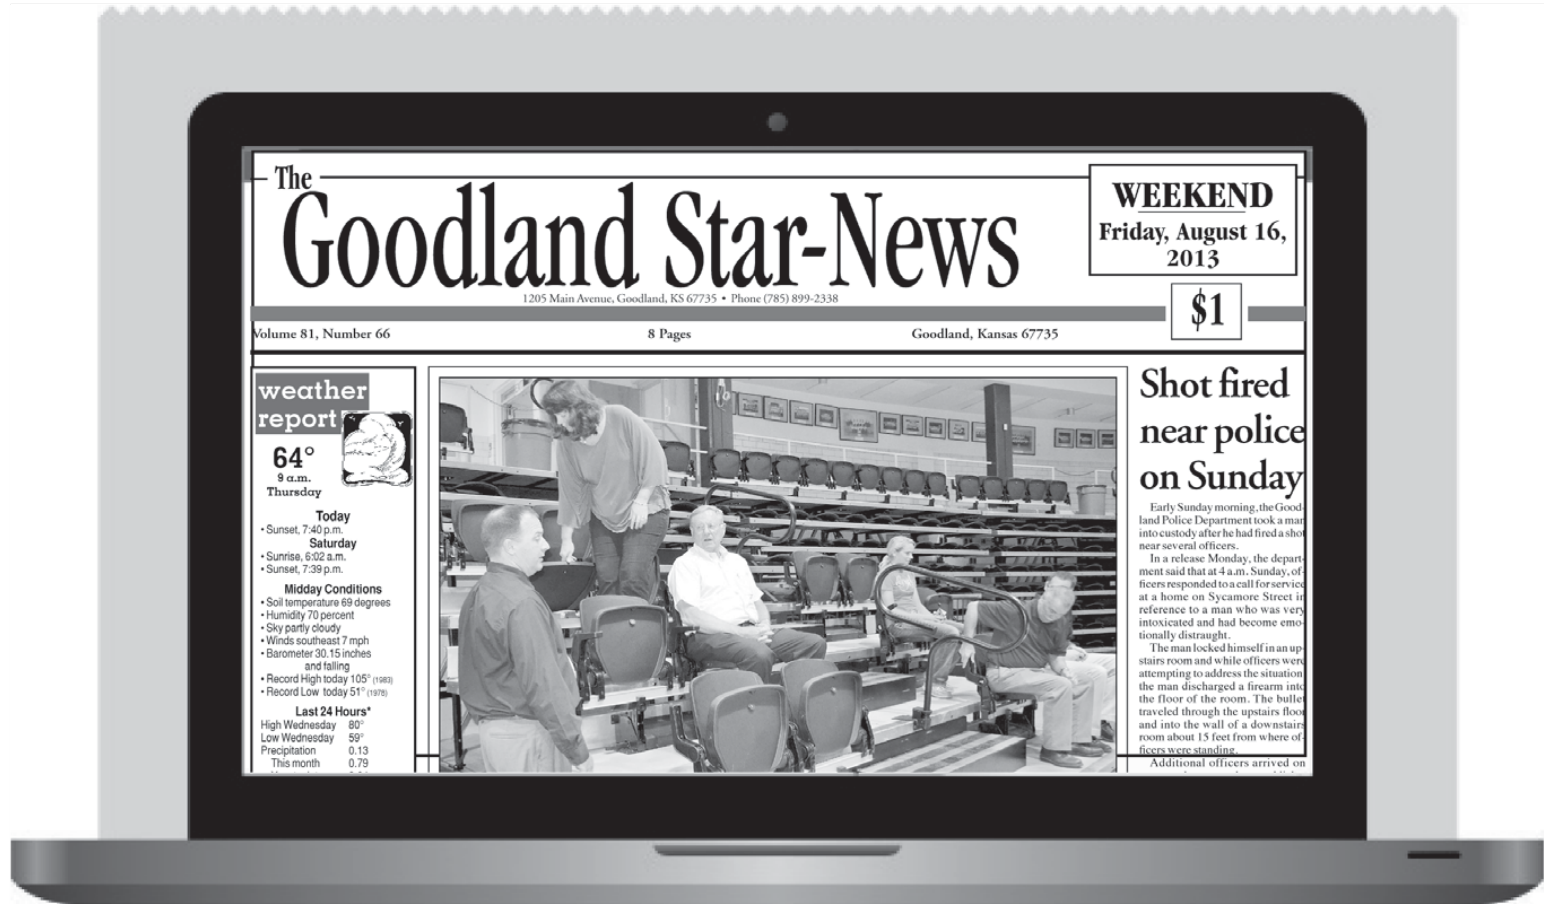 The
Goodland Star-News
WEEKEND
Friday, August 16,
2013
1205 Main Avenue, Goodland, KS 67735 • Phone (785) 899-2338
$1
Volume 81, Number 66 8 Pages Goodland, Kansas 67735
weather
report
64°
9 a.m.
Thursday
Today
• Sunset, 7:40 p.m.
Saturday
• Sunrise, 6:02 a.m.
• Sunset, 7:39 p.m.
Midday Conditions
• Soil temperature 69 degrees
• Humidity 70 percent
• Sky partly cloudy
• Winds southeast 7 mph
• Barometer 30.15 inches
and falling
• Record High today 105° (1983)
• Record Low today 51° (1978)
Last 24 Hours*
High Wednesday 80°
Low Wednesday 59°
Precipitation 0.13
This month 0.79
Shot fired
near police
on Sunday
Early Sunday morning, the Good-
land Police Department took a man
into custody after he had fired a shot
near several officers.
In a release Monday, the depart-
ment said that at 4 a.m. Sunday, of-
ficers responded to a call for service
at a home on Sycamore Street in
reference to a man who was very
intoxicated and had become emo-
tionally distraught.
The man locked himself in an up-
stairs room and while officers were
attempting to address the situation
the man discharged a firearm into
the floor of the room. The bullet
traveled through the upstairs floor
and into the wall of a downstairs
room about 15 feet from where of-
ficers were standing.
Additional officers arrived on